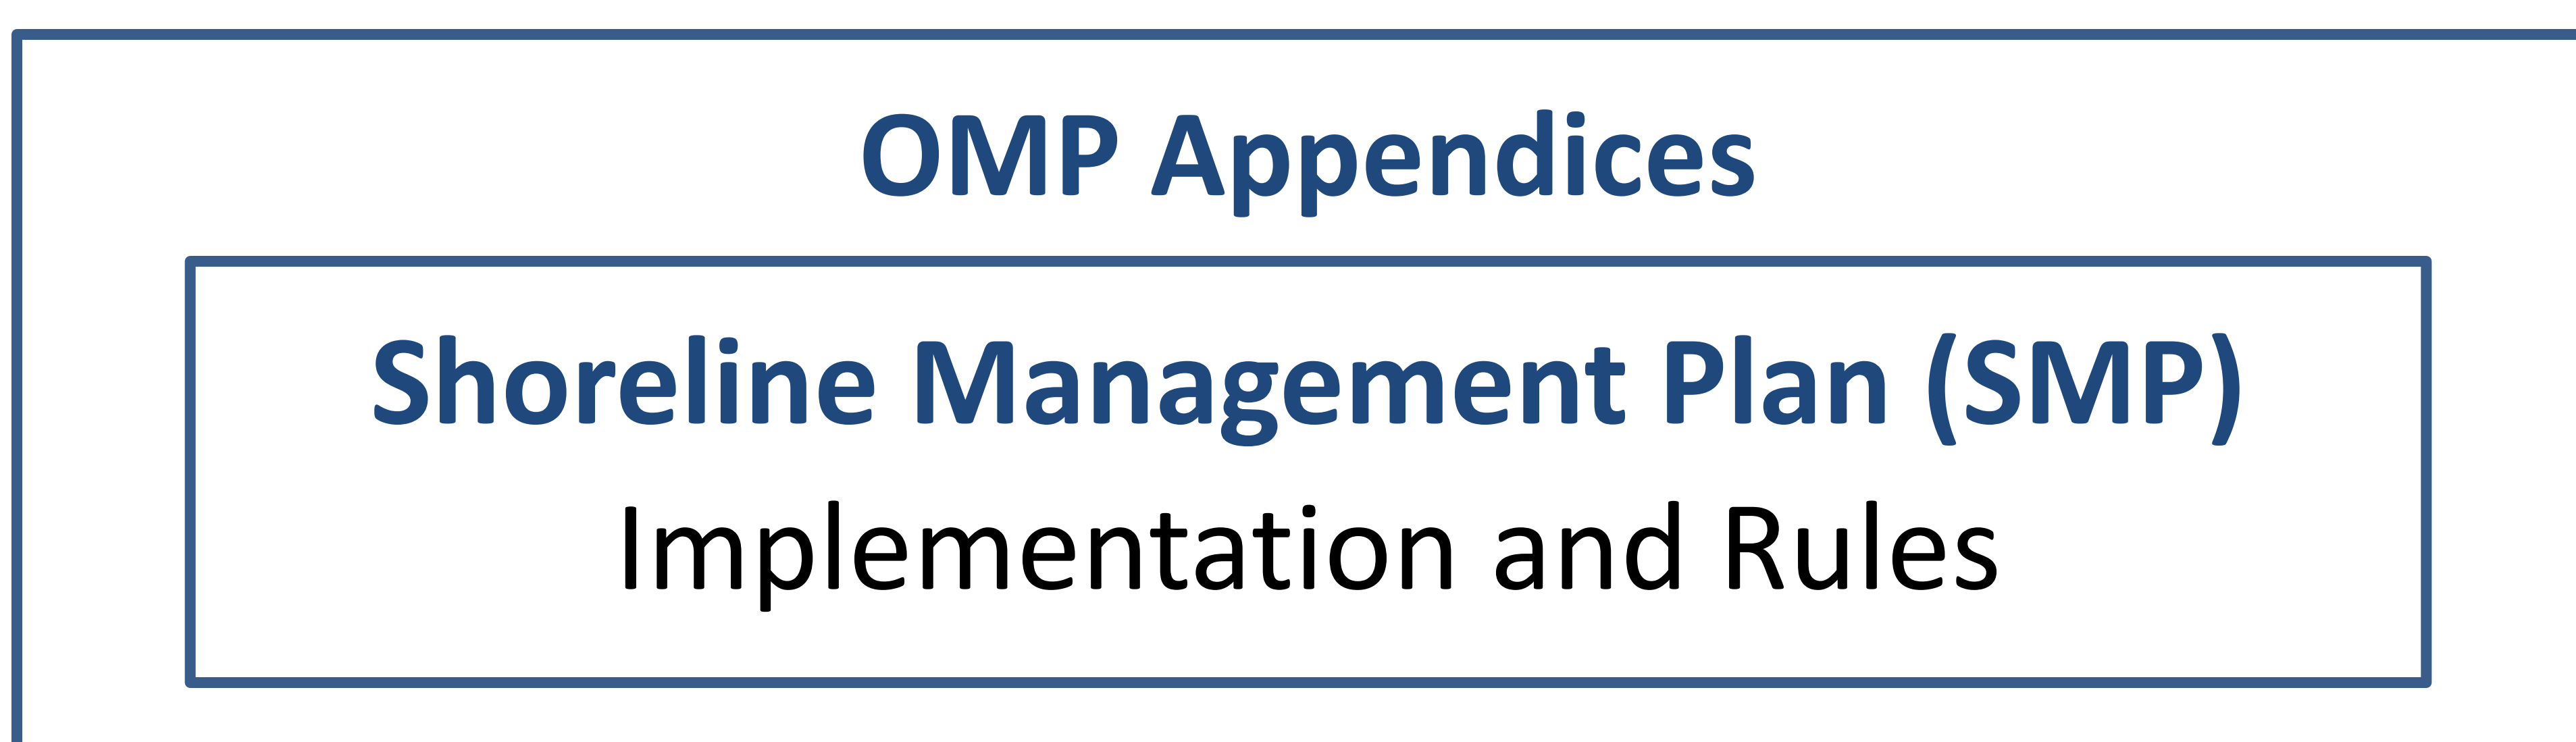 OMP Appendices
Shoreline Management Plan (SMP)
Implementation and Rules